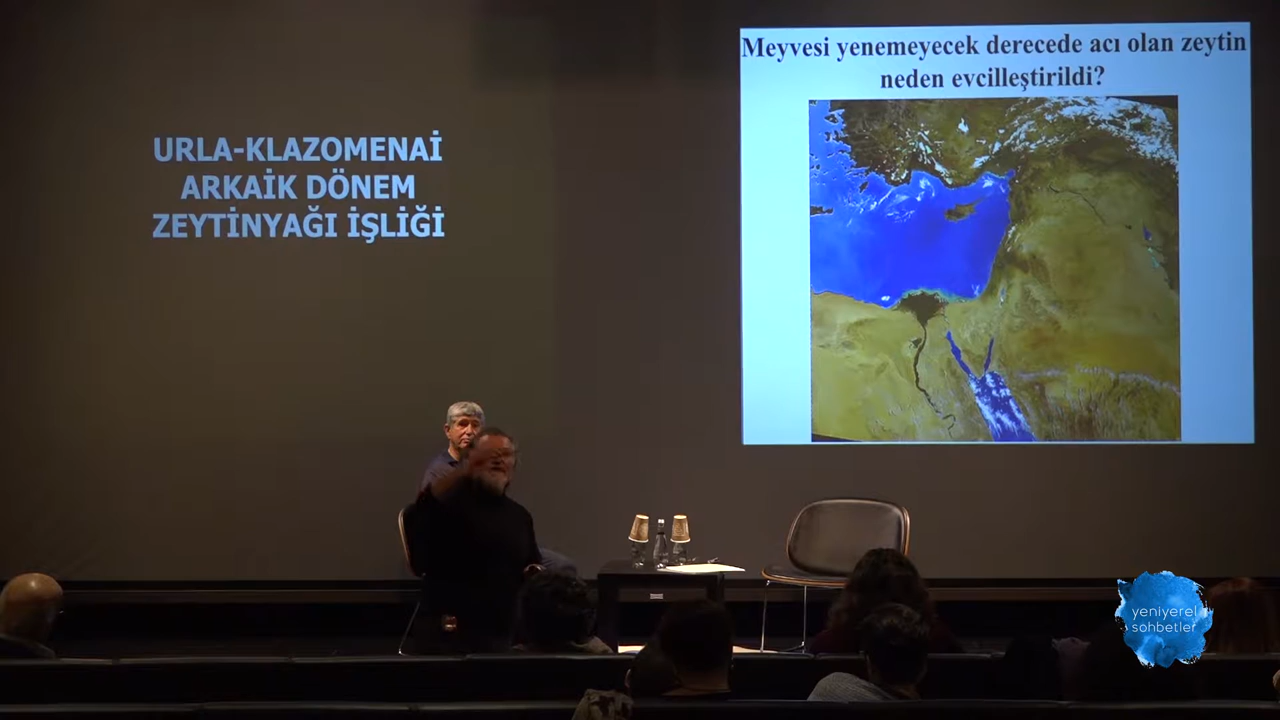 URLA-KLAZOMENAİ
ARKAİK DÖNEM
ZEYTİNYAĞI İŞLİĞİ
Meyvesi yenemeyecek derecede acı olan zeytin
neden evcilleştirildi?
yeniyerel
sohbetler